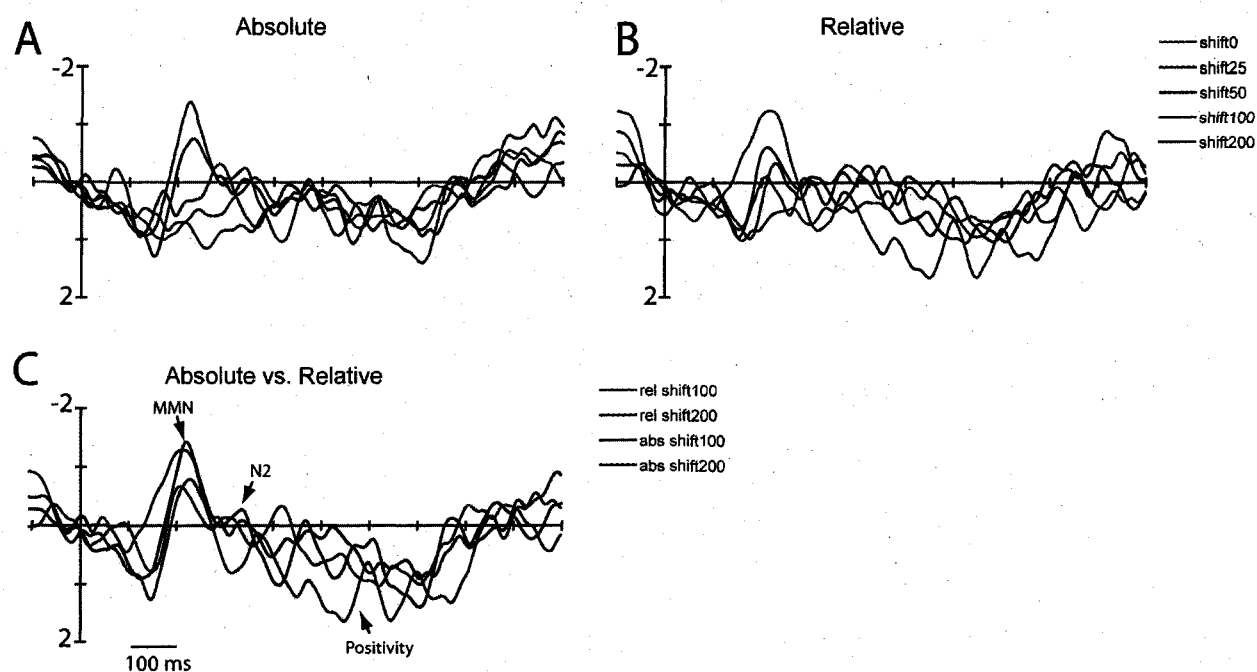 A
Absolute
-2
2
B
Relative
-2
2
shift0
shift25
shift50
shift100
shift200
C
Absolute vs. Relative
-2
MMN
N2
2
Positivity
100 ms
rel shift100
rel shift200
abs shift100
abs shift200